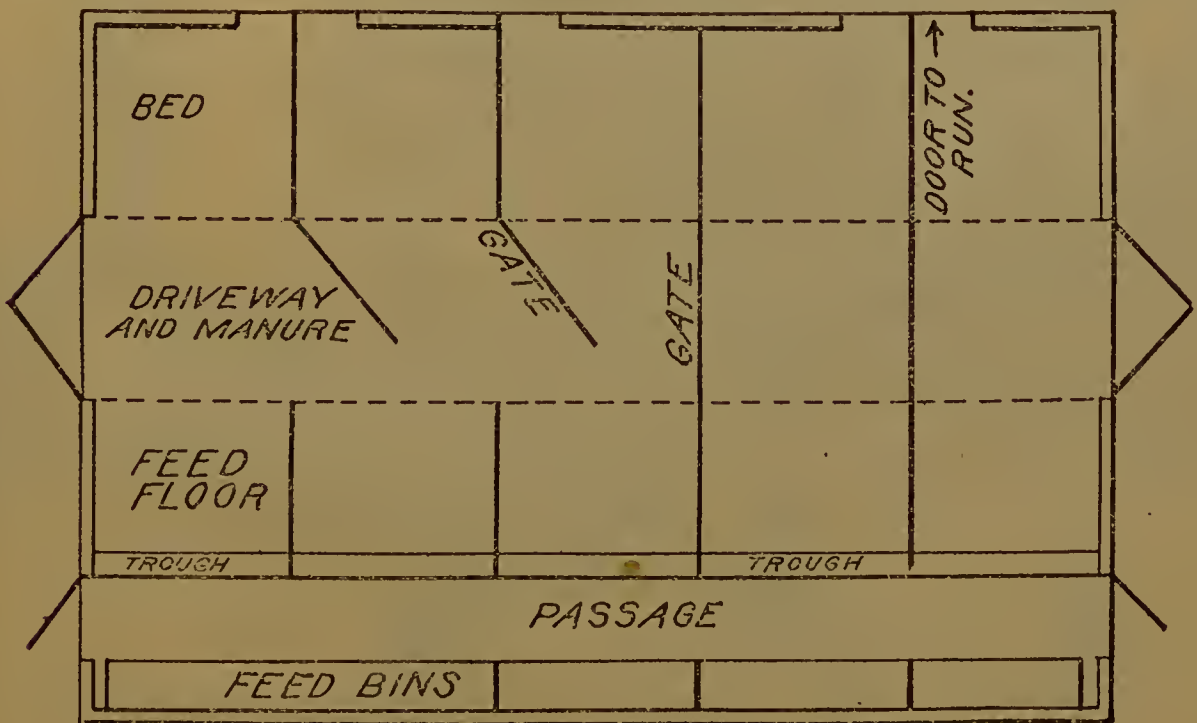 BED
DOOR TO →
RUN.
GATE
GATE
DRIVEWAY
AND MANURE
FEED
FLOOR
TROUGH
TROUGH
PASSAGE
FEED BINS